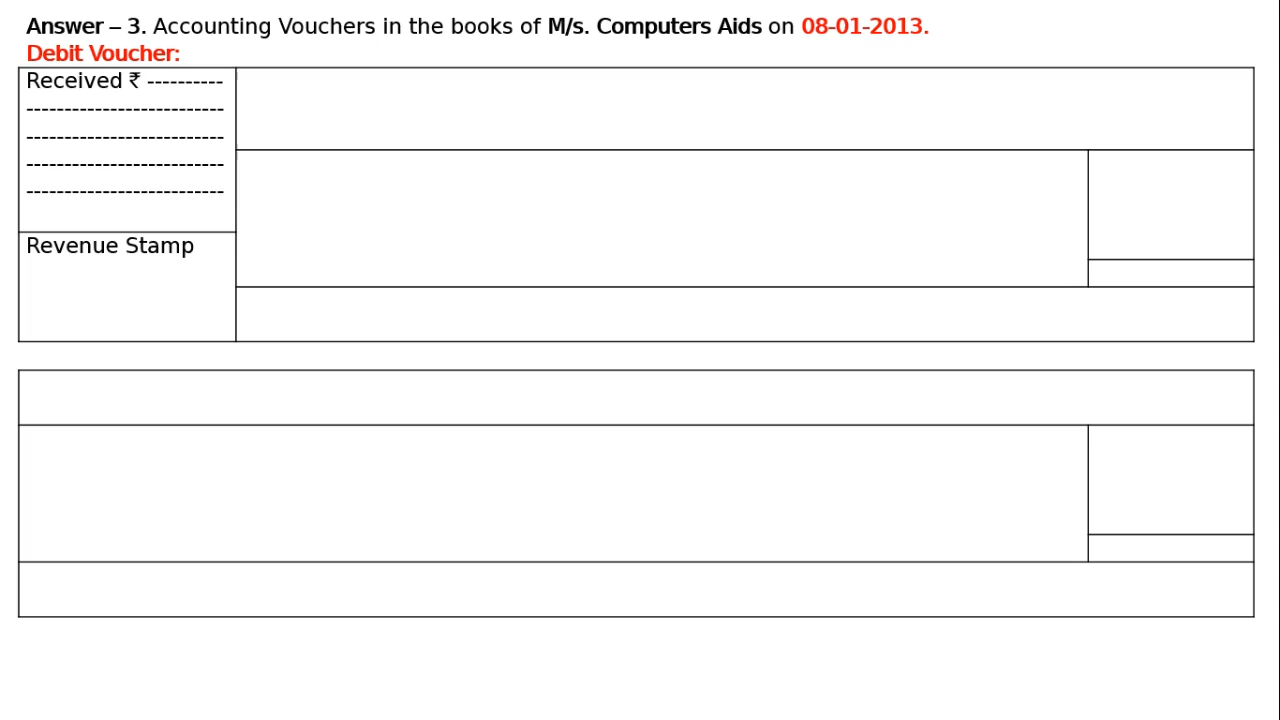 Answer – 3. Accounting Vouchers in the books of M/s. Computers Aids on 08-01-2013.
Debit Voucher:
Received ₹ ----------
--------------------------
--------------------------
--------------------------
--------------------------
Revenue Stamp